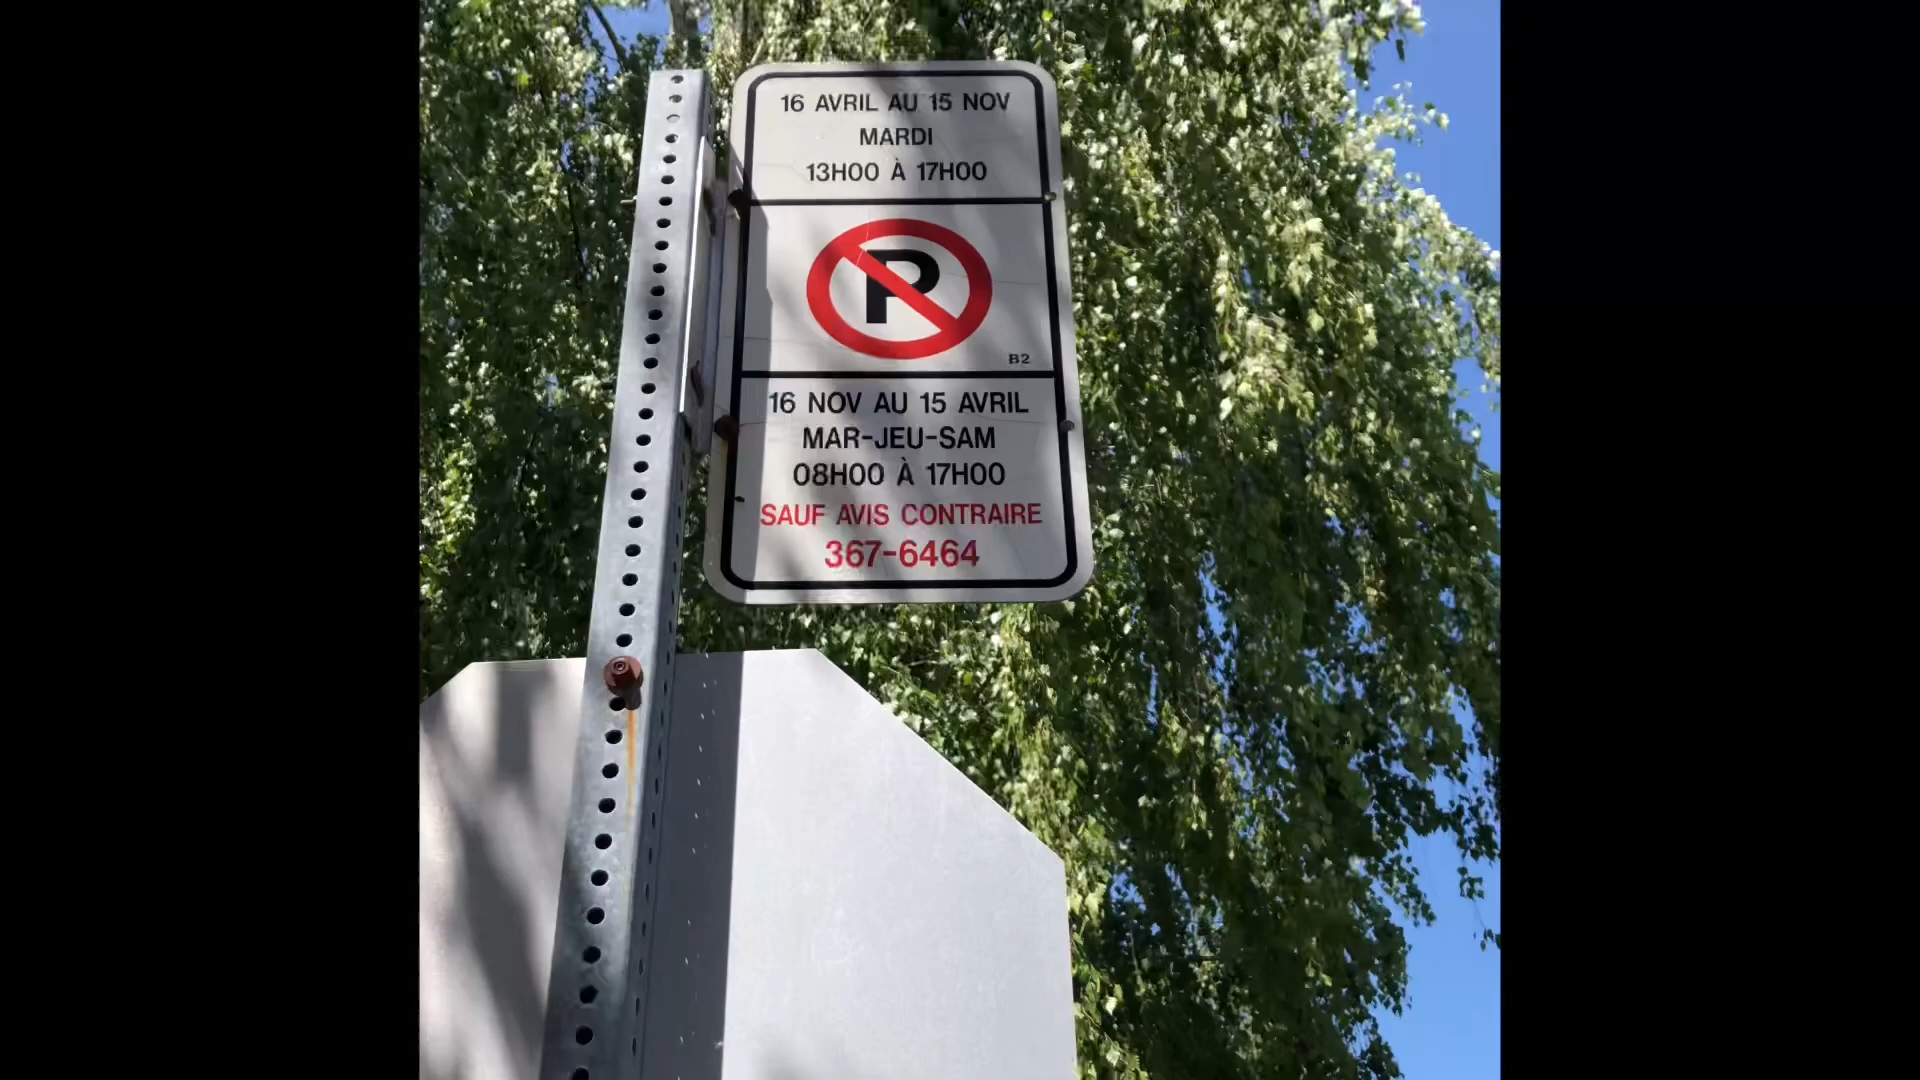 16 AVRIL AU 15 NOV
MARDI
13H00 À 17H00
P
B2
16 NOV AU 15 AVRIL
MAR-JEU-SAM
08H00 À 17H00
SAUF AVIS CONTRAIRE
367-6464